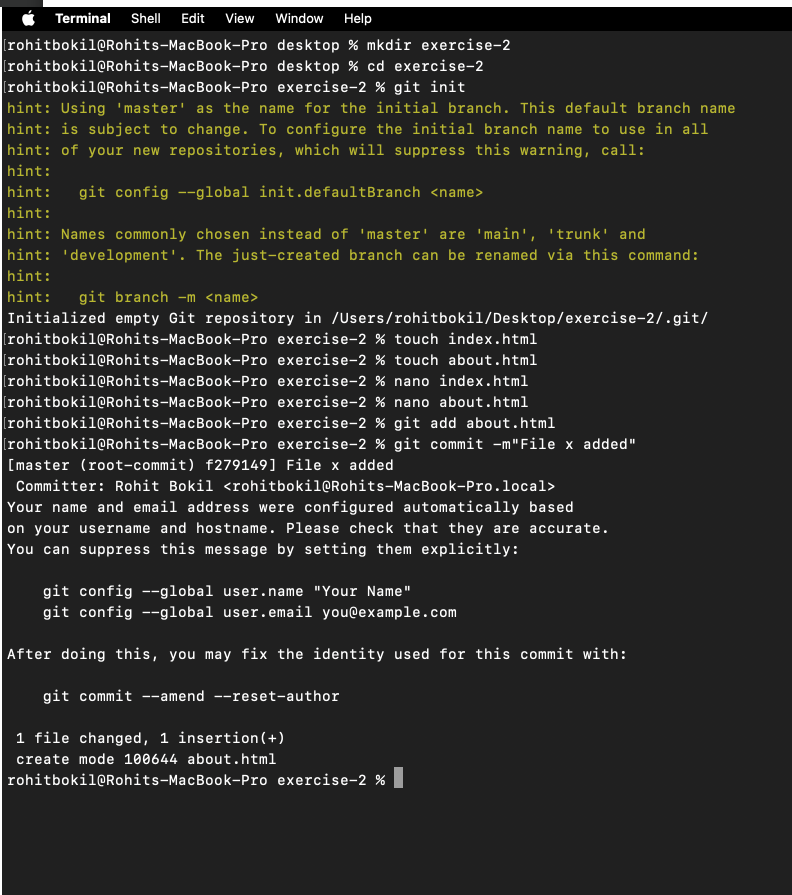 Terminal Shell Edit View Window Help
[rohitbokil@Rohits-MacBook-Pro desktop % mkdir exercise-2
[rohitbokil@Rohits-MacBook-Pro desktop % cd exercise-2
[rohitbokil@Rohits-MacBook-Pro exercise-2 % git init
hint: Using 'master' as the name for the initial branch. This default branch name
hint: is subject to change. To configure the initial branch name to use in all
hint: of your new repositories, which will suppress this warning, call:
hint:
hint:   git config --global init.defaultBranch <name>
hint:
hint: Names commonly chosen instead of 'master' are 'main', 'trunk' and
hint: 'development'. The just-created branch can be renamed via this command:
hint:
hint:   git branch -m <name>
Initialized empty Git repository in /Users/rohitbokil/Desktop/exercise-2/.git/
[rohitbokil@Rohits-MacBook-Pro exercise-2 % touch index.html
[rohitbokil@Rohits-MacBook-Pro exercise-2 % touch about.html
[rohitbokil@Rohits-MacBook-Pro exercise-2 % nano index.html
[rohitbokil@Rohits-MacBook-Pro exercise-2 % nano about.html
[rohitbokil@Rohits-MacBook-Pro exercise-2 % git add about.html
[rohitbokil@Rohits-MacBook-Pro exercise-2 % git commit -m"File x added"
[master (root-commit) f279149] File x added
 Committer: Rohit Bokil <rohitbokil@Rohits-MacBook-Pro.local>
Your name and email address were configured automatically based
on your username and hostname. Please check that they are accurate.
You can suppress this message by setting them explicitly:

    git config --global user.name "Your Name"
    git config --global user.email you@example.com

After doing this, you may fix the identity used for this commit with:

    git commit --amend --reset-author

 1 file changed, 1 insertion(+)
 create mode 100644 about.html
rohitbokil@Rohits-MacBook-Pro exercise-2 %